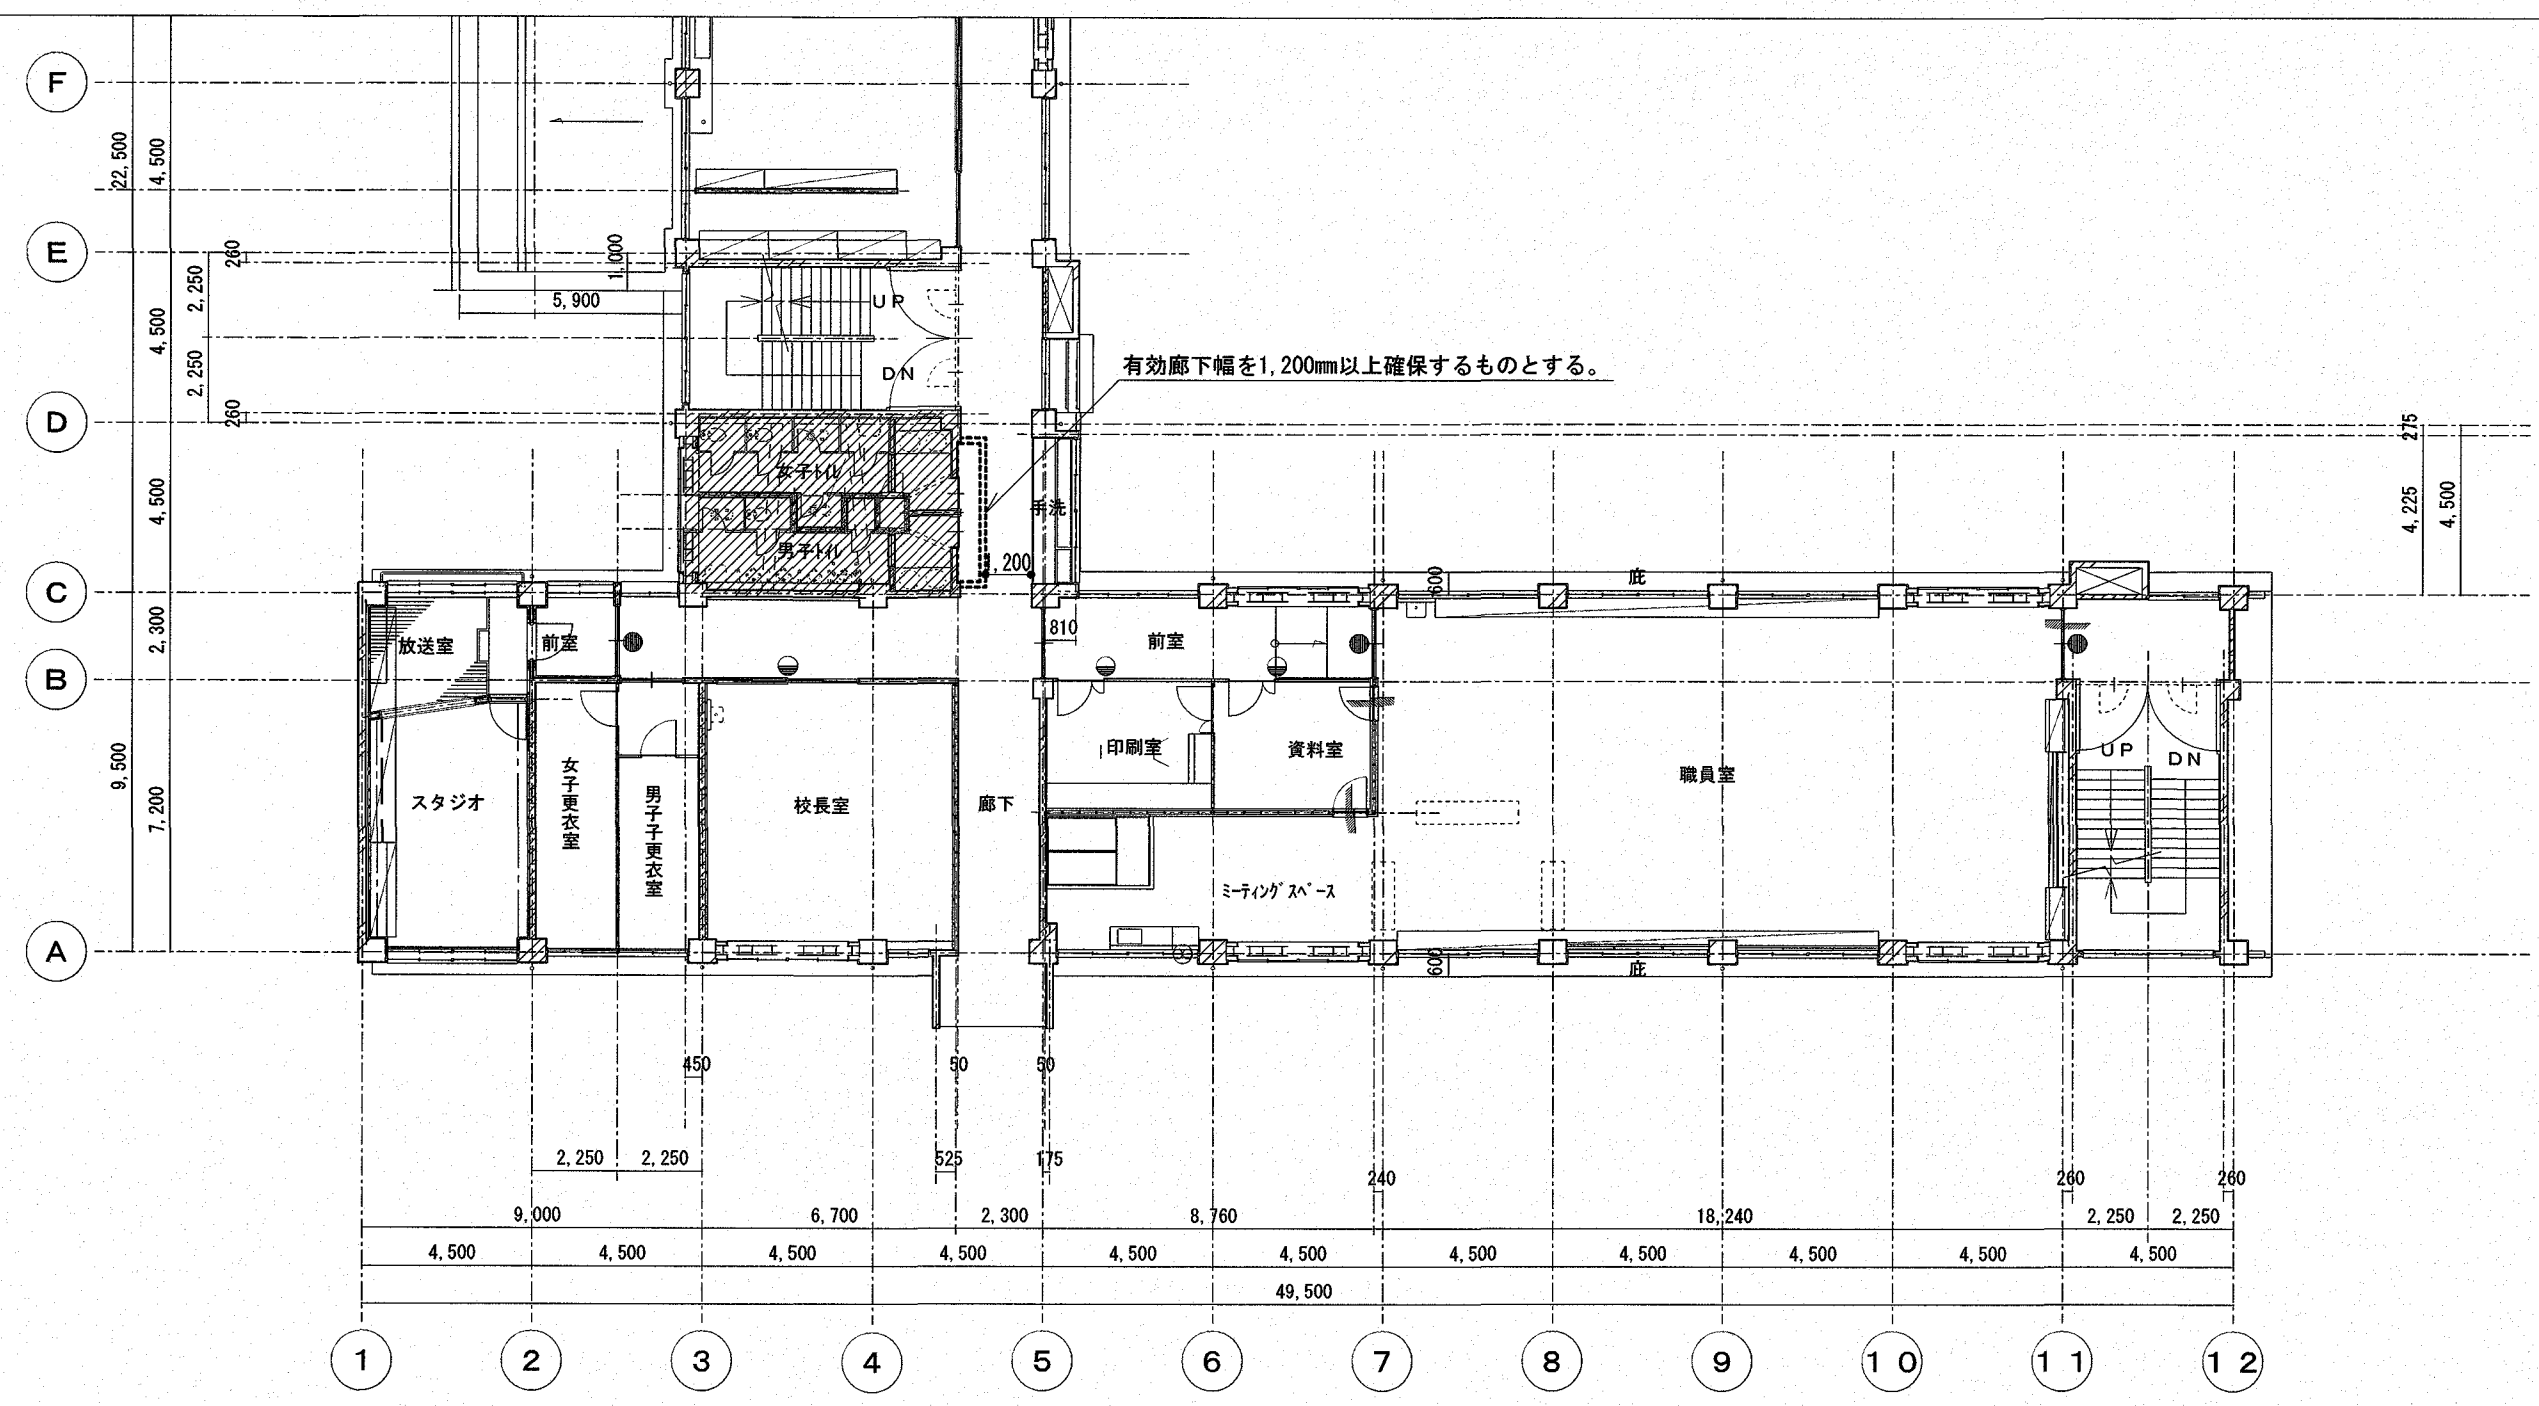 F
22,500
4,500
E
260
1,000
2,250
5,900
UP
4,500
2,250
DN
有効廊下幅を1,200㎜以上確保するものとする。
D
260
275
女子ﾄｲﾚ
4,500
手洗
4,225
4,500
男子ﾄｲﾚ
,200
C
600
庇
2,300
放送室
前室
810
前室
B
9,500
7,200
スタジオ
女子更衣室
男子子更衣室
校長室
廊下
印刷室
資料室
職員室
UP
DN
ﾐｰﾃｨﾝｸﾞｽﾍﾟｰｽ
A
600
庇
450
50
50
2,250
2,250
525
175
240
260
260
9,000
6,700
2,300
8,760
18,240
2,250
2,250
4,500
4,500
4,500
4,500
4,500
4,500
4,500
4,500
4,500
4,500
4,500
49,500
1
2
3
4
5
6
7
8
9
10
11
12